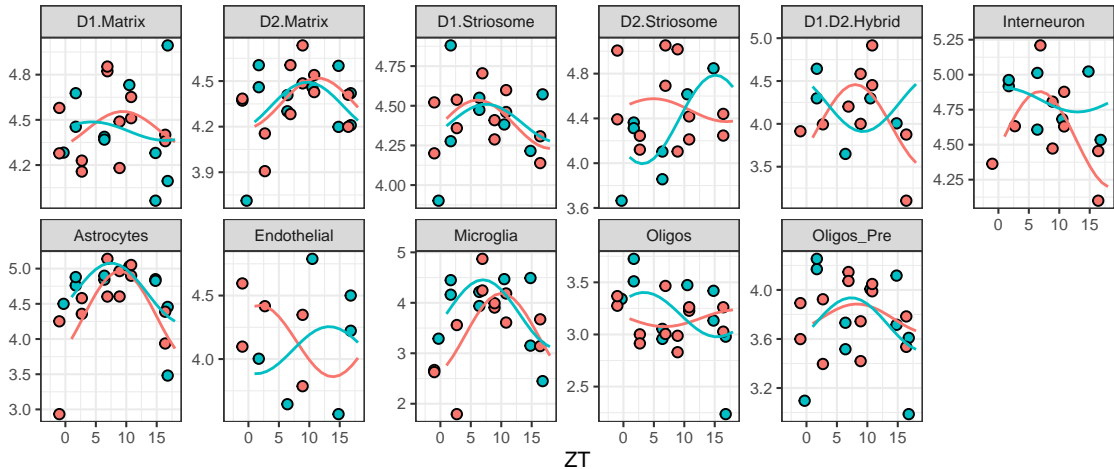 D1.Matrix D2.Matrix D1.Striosome D2.Striosome D1.D2.Hybrid Interneuron
4.8 4.5 4.2
4.5 4.2 3.9
4.75 4.50 4.25 4.00
4.8 4.4 4.0 3.6
5.0 4.5 4.0 3.5
5.25 5.00 4.75 4.50 4.25
0 5 10 15
Astrocytes Endothelial Microglia Oligos Oligos_Pre
5.0 4.5 4.0 3.5 3.0
4.5 4.0
5 4 3 2
3.5 3.0 2.5
4.0 3.6 3.2
0 5 10 15 0 5 10 15 0 5 10 15 0 5 10 15 0 5 10 15
ZT